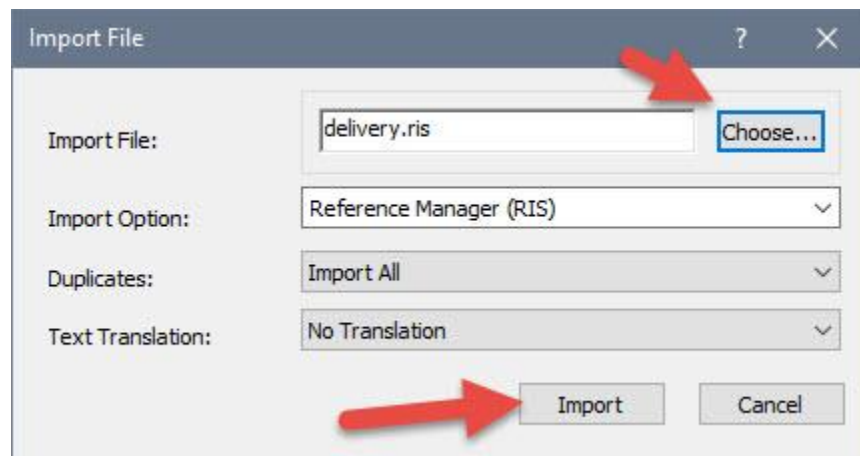 Import File ? ×
Import File: delivery.ris Choose...
Import Option: Reference Manager (RIS)
Duplicates: Import All
Text Translation: No Translation
Import Cancel